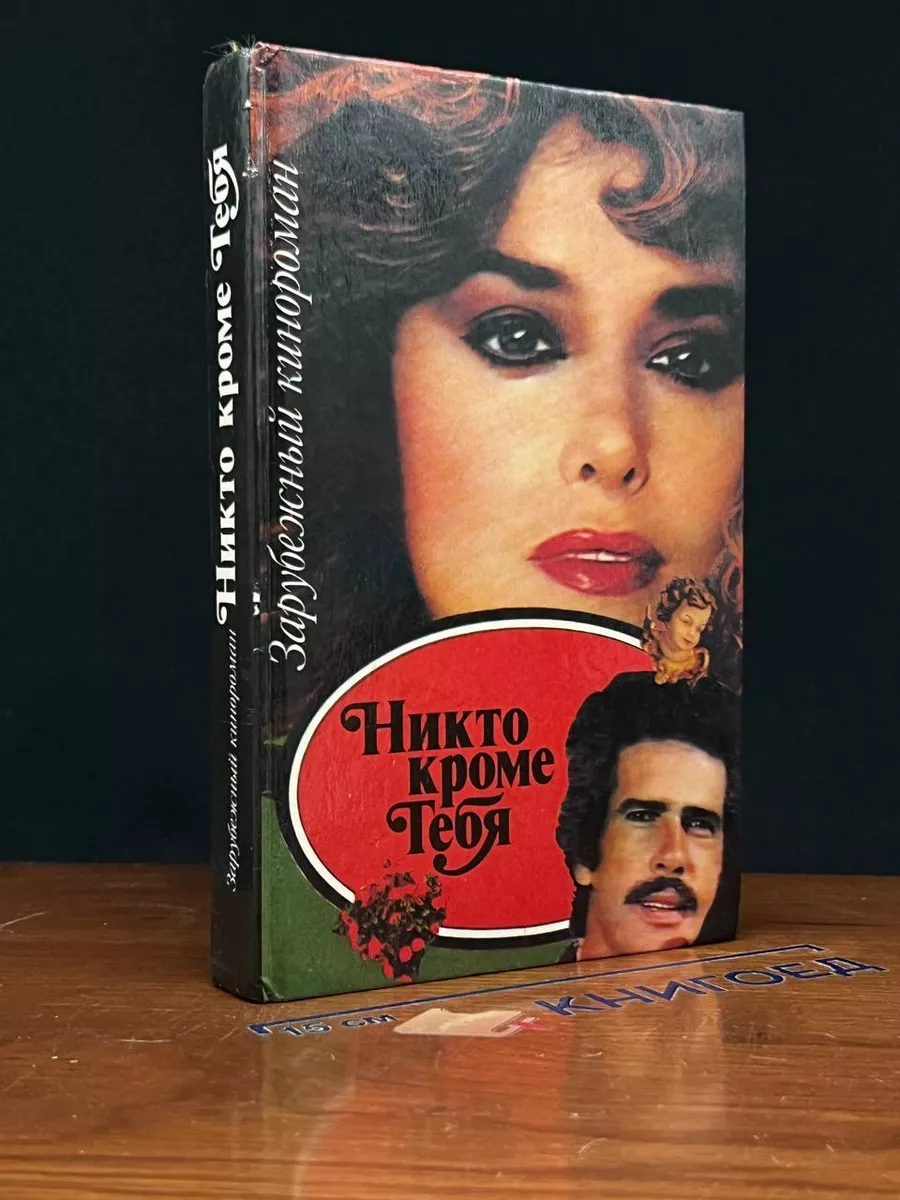 Зарубежный кинороман
Никто кроме Тебя
Зарубежный кинороман
Никто
кроме
Тебя
15 см
КНИГОЕД